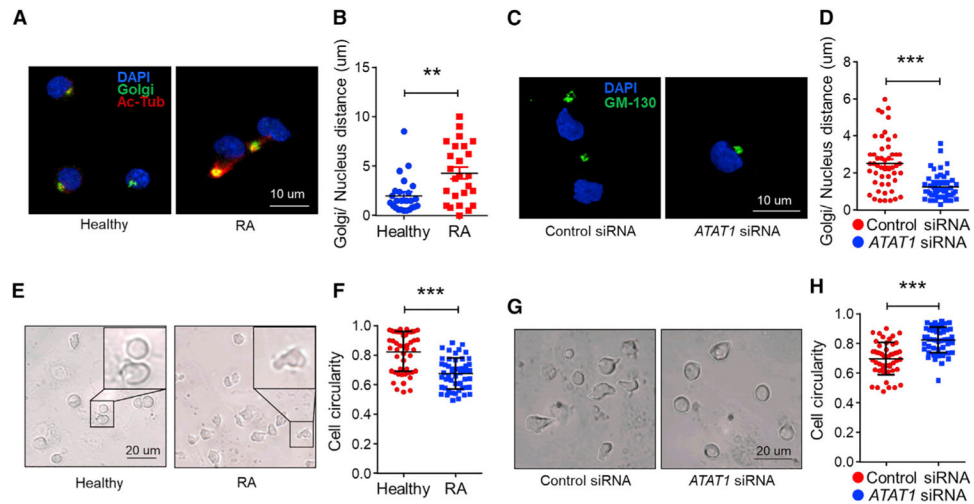 A
DAPI
Golgi
Ac-Tub
10 um
Healthy
RA
B
Golgi/ Nucleus distance (um)
**
15
10
5
0
Healthy
RA
C
DAPI
GM-130
10 um
Control siRNA
ATAT1 siRNA
D
Golgi/ Nucleus distance (um)
***
8
6
4
2
0
Control siRNA
ATAT1 siRNA
E
20 um
Healthy
RA
F
Cell circularity
***
1.0
0.8
0.6
0.4
0.2
0.0
Healthy
RA
G
20 um
Control siRNA
ATAT1 siRNA
H
Cell circularity
***
1.0
0.8
0.6
0.4
0.2
0.0
Control siRNA
ATAT1 siRNA